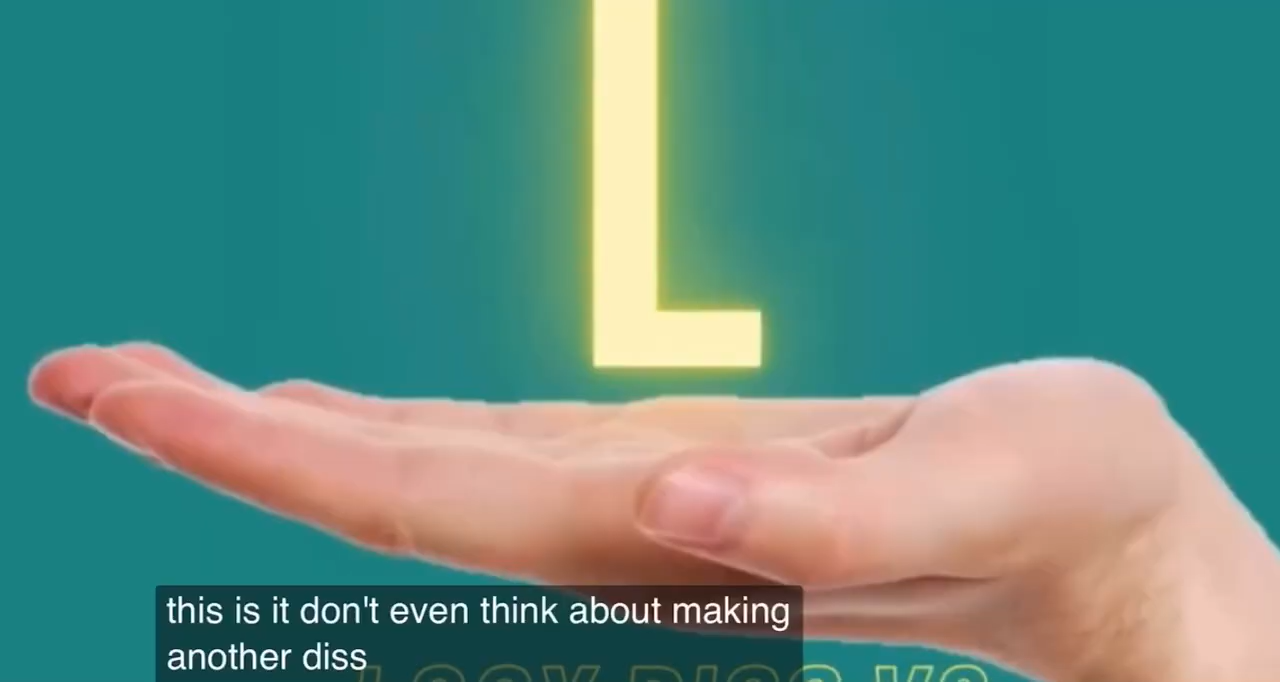 L
this is it don't even think about making
another diss